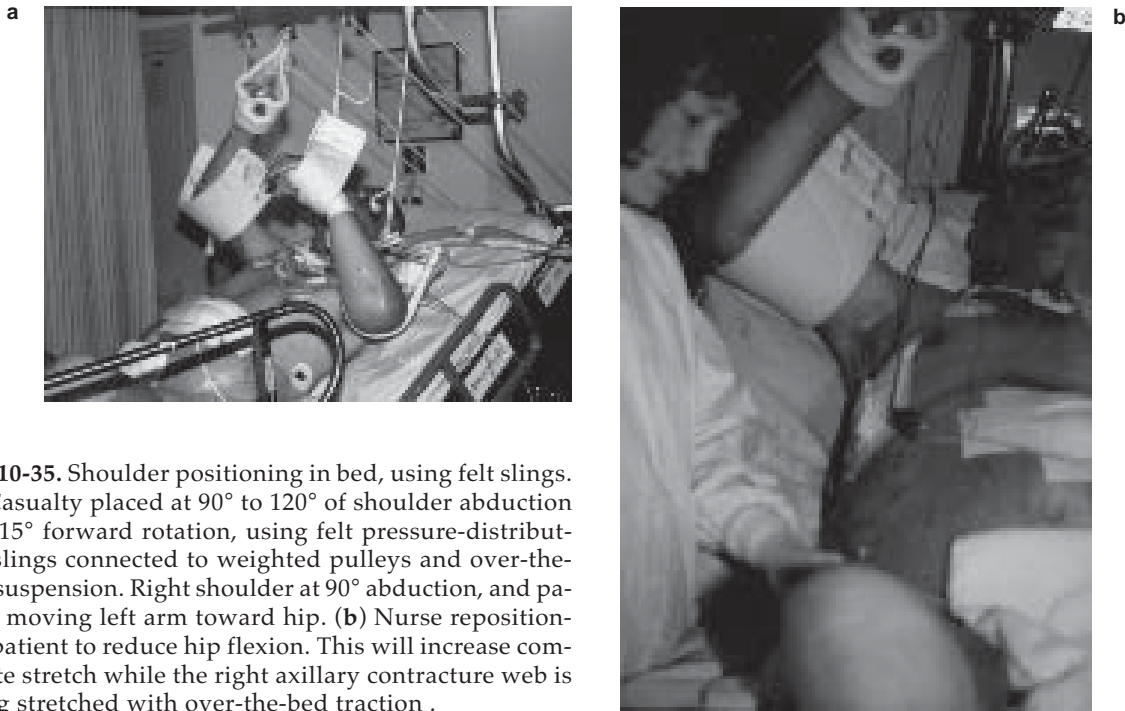 a
b
10-35. Shoulder positioning in bed, using felt slings.
Casualty placed at 90° to 120° of shoulder abduction
15° forward rotation, using felt pressure-distribut-
slings connected to weighted pulleys and over-the-
suspension. Right shoulder at 90° abduction, and pa-
moving left arm toward hip. (b) Nurse reposition-
patient to reduce hip flexion. This will increase com-
te stretch while the right axillary contracture web is
g stretched with over-the-bed traction .